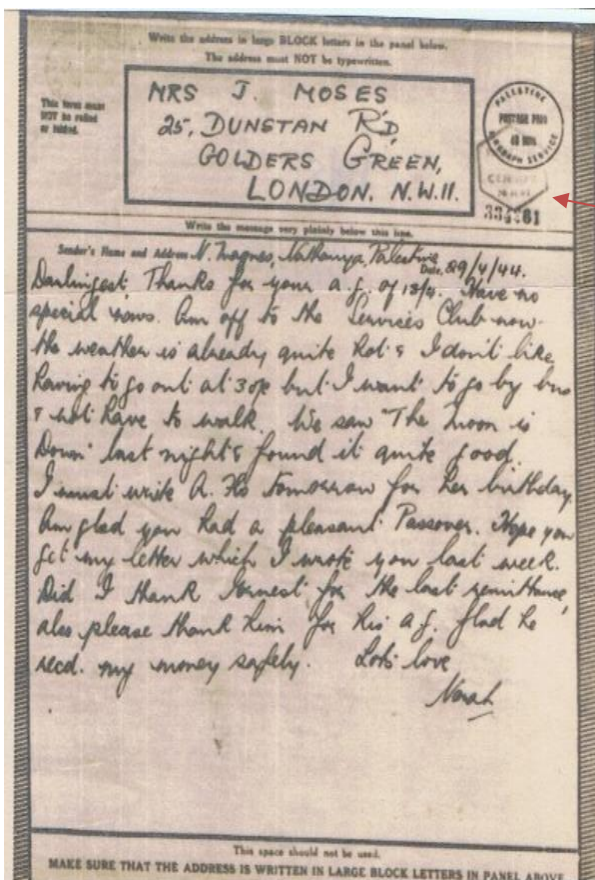 Write the address in large BLOCK letters in the panel below.
The address must NOT be typewritten.
This form must
NOT be rolled
or folded.
MRS J. MOSES
25, DUNSTAN R'D,
GOLDERS GREEN,
LONDON. N.W.11.
PALESTINE
POSTAGE PAID
SERVICE
Write the message very plainly below this line.
Sender's Name and Address N. Magnes, Nathanya, Palestine Date. 29/4/44.
Darlingest, Thanks for your a.g. of 18/4. Have no
special news. Am off to the Services Club now.
The weather is already quite hot & I don't like
having to go out at 3 but I want to go by bus
& not have to walk. We saw "The Moon is
Down" last night & found it quite good.
I must write A. tomorrow for her birthday.
Am glad you had a pleasant Passover. Hope you
get my letter which I wrote you last week.
Did I thank Ernest for the last remittance,
also please thank him for his a.g. Glad he
recd. my money safely. Lots love
Norah
This space should not be used.
MAKE SURE THAT THE ADDRESS IS WRITTEN IN LARGE BLOCK LETTERS IN PANEL ABOVE